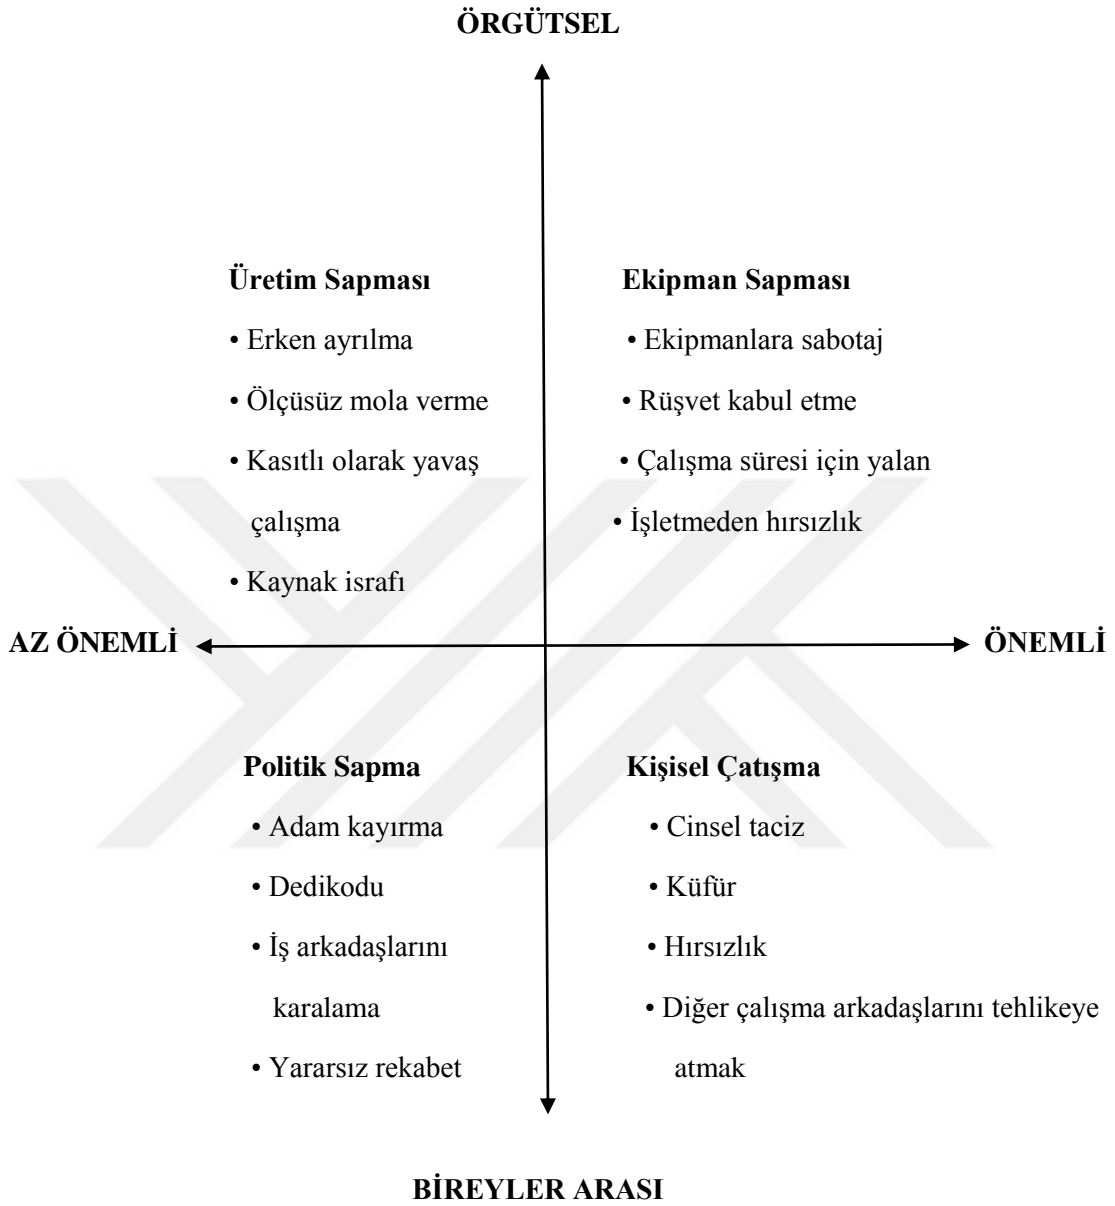 ÖRGÜTSEL
Üretim Sapması
• Erken ayrılma
• Ölçüsüz mola verme
• Kasıtlı olarak yavaş
çalışma
• Kaynak israfı
Ekipman Sapması
• Ekipmanlara sabotaj
• Rüşvet kabul etme
• Çalışma süresi için yalan
• İşletmeden hırsızlık
AZ ÖNEMLİ
ÖNEMLİ
Politik Sapma
• Adam kayırma
• Dedikodu
• İş arkadaşlarını
karalama
• Yararsız rekabet
Kişisel Çatışma
• Cinsel taciz
• Küfür
• Hırsızlık
• Diğer çalışma arkadaşlarını tehlikeye
atmak
BİREYLER ARASI